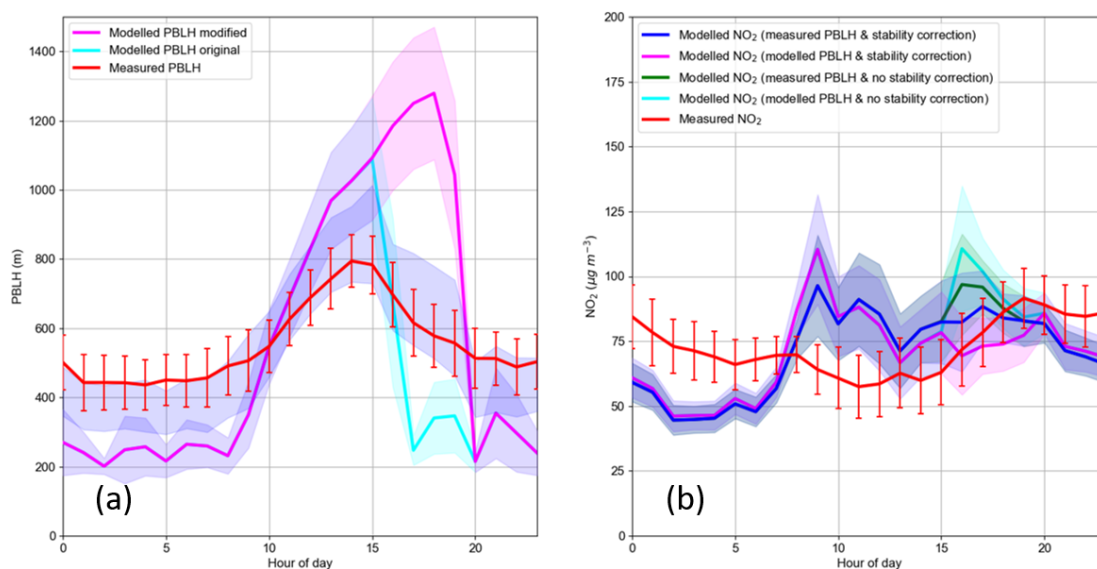 1400
1200
1000
800
600
400
200
PBLH (m)
Modelled PBLH modified
Modelled PBLH original
Measured PBLH
(a)
0
5
10
15
20
Hour of day
200
175
150
125
100
75
50
25
0
NO₂ (μg m⁻³)
Modelled NO₂ (measured PBLH & stability correction)
Modelled NO₂ (modelled PBLH & stability correction)
Modelled NO₂ (measured PBLH & no stability correction)
Modelled NO₂ (modelled PBLH & no stability correction)
Measured NO₂
(b)
0
5
10
15
20
Hour of day